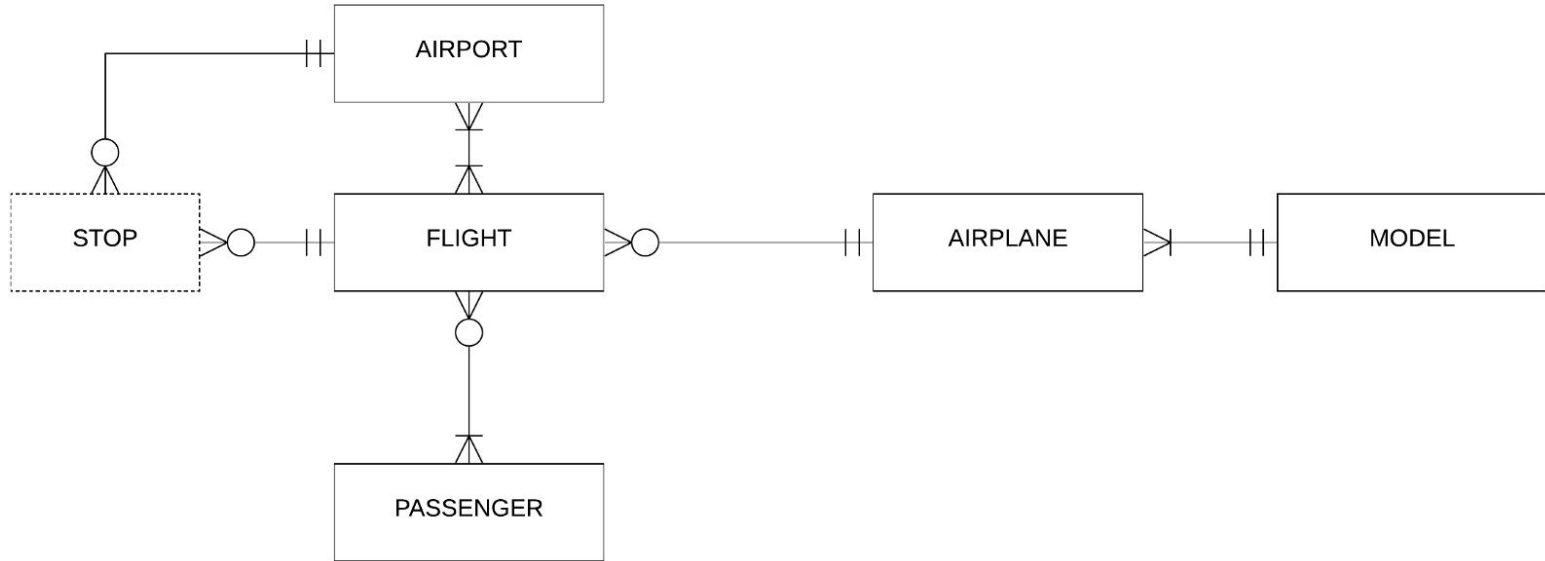 AIRPORT
STOP
FLIGHT
AIRPLANE
MODEL
PASSENGER